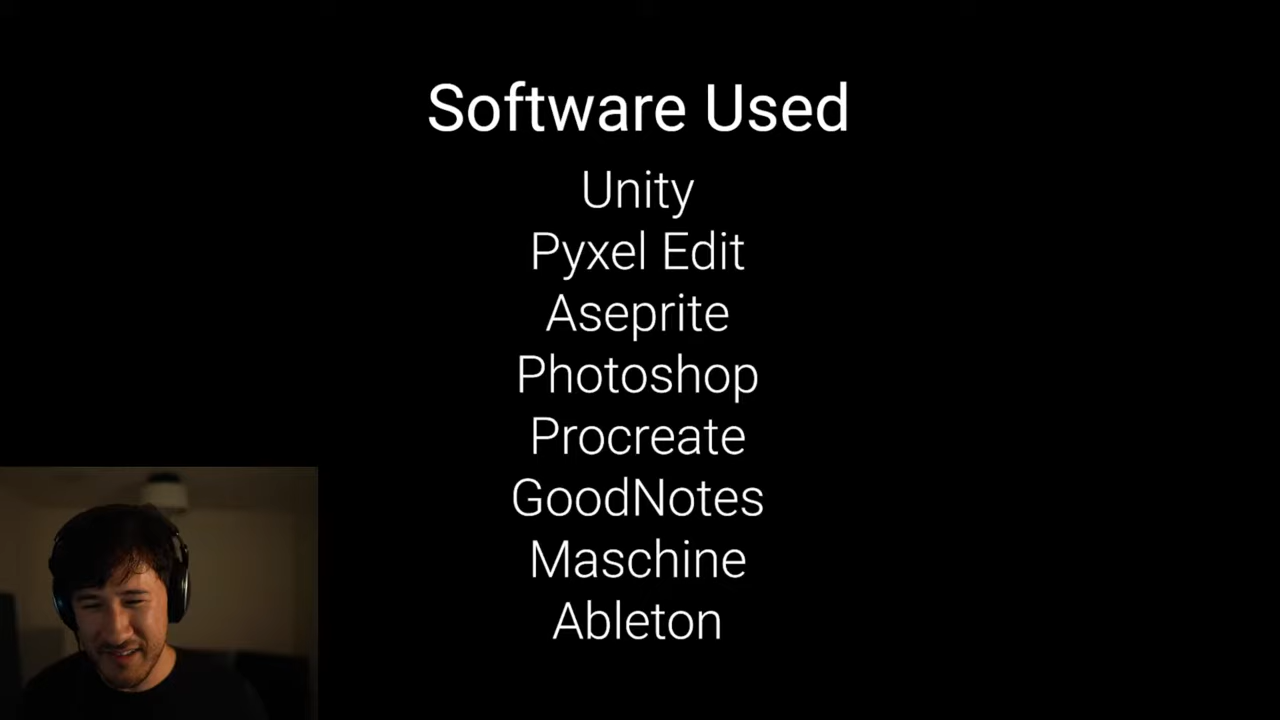 Software Used
Unity
Pyxel Edit
Aseprite
Photoshop
Procreate
GoodNotes
Maschine
Ableton